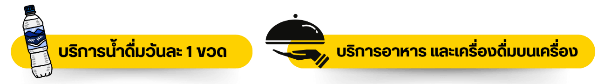 บริการน้ำดื่มวันละ 1 ขวด
บริการอาหาร และเครื่องดื่มบนเครื่อง